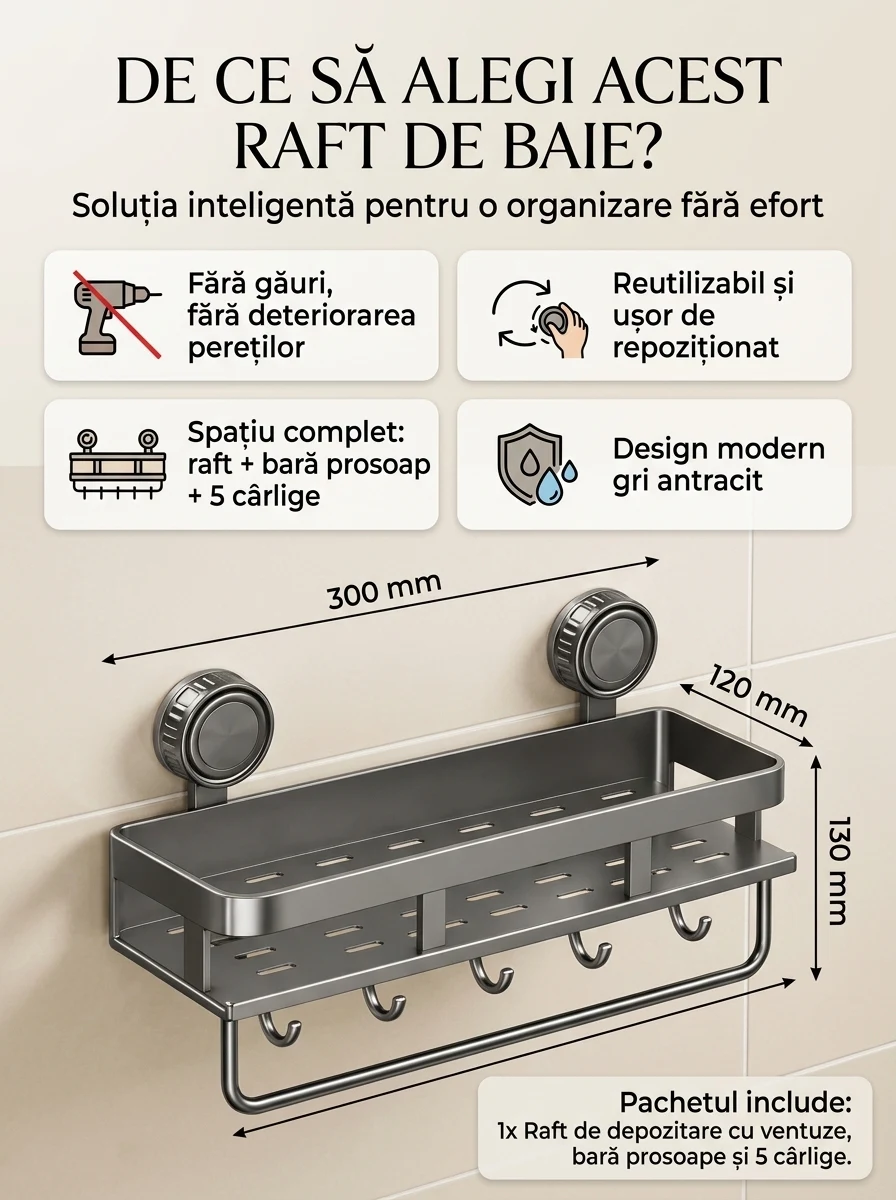 DE CE SĂ ALEGI ACEST
RAFT DE BAIE?
Soluția inteligentă pentru o organizare fără efort
Fără găuri,
fără deteriorarea
pereților
Reutilizabil și
ușor de
repoziționat
Spațiu complet:
raft + bară prosoap
+ 5 cârlige
Design modern
gri antracit
300 mm
120 mm
130 mm
Pachetul include:
1x Raft de depozitare cu ventuze,
bară prosoape și 5 cârlige.